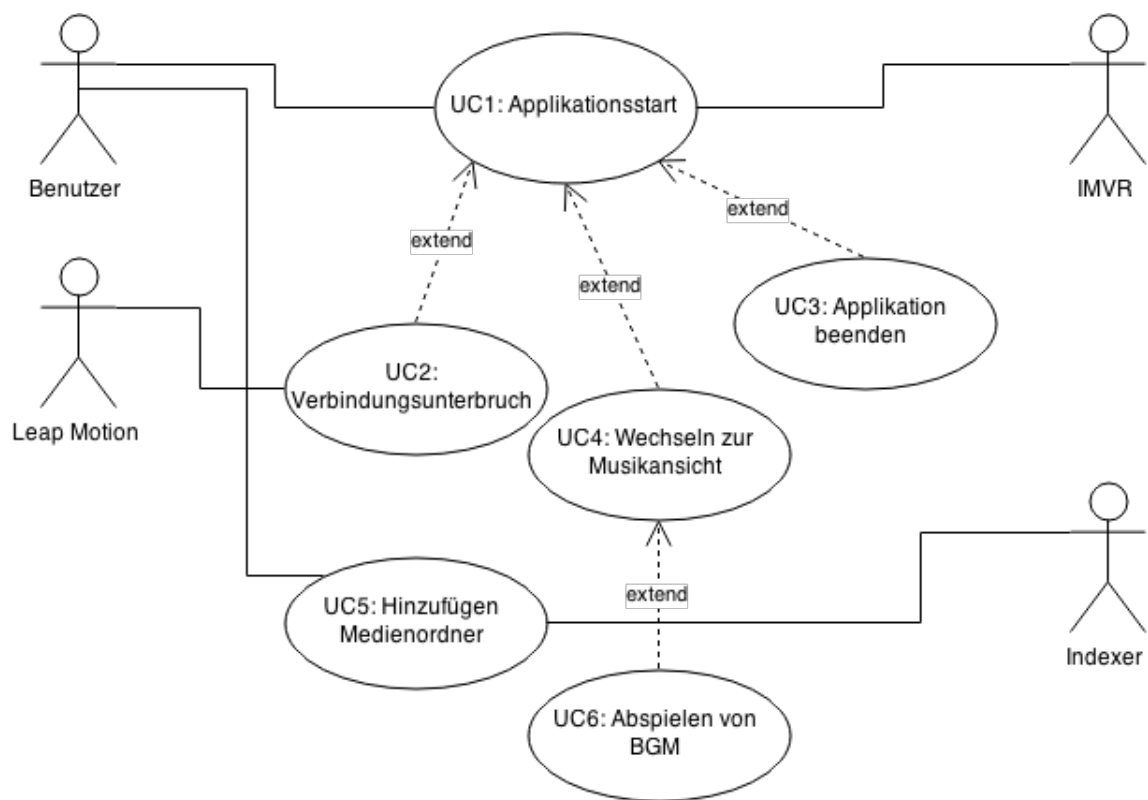 UC1: Applikationsstart
Benutzer
IMVR
extend
extend
extend
UC3: Applikation
beenden
UC2:
Verbindungsunterbruch
Leap Motion
UC4: Wechseln zur
Musikansicht
extend
UC5: Hinzufügen
Medienordner
Indexer
UC6: Abspielen von
BGM